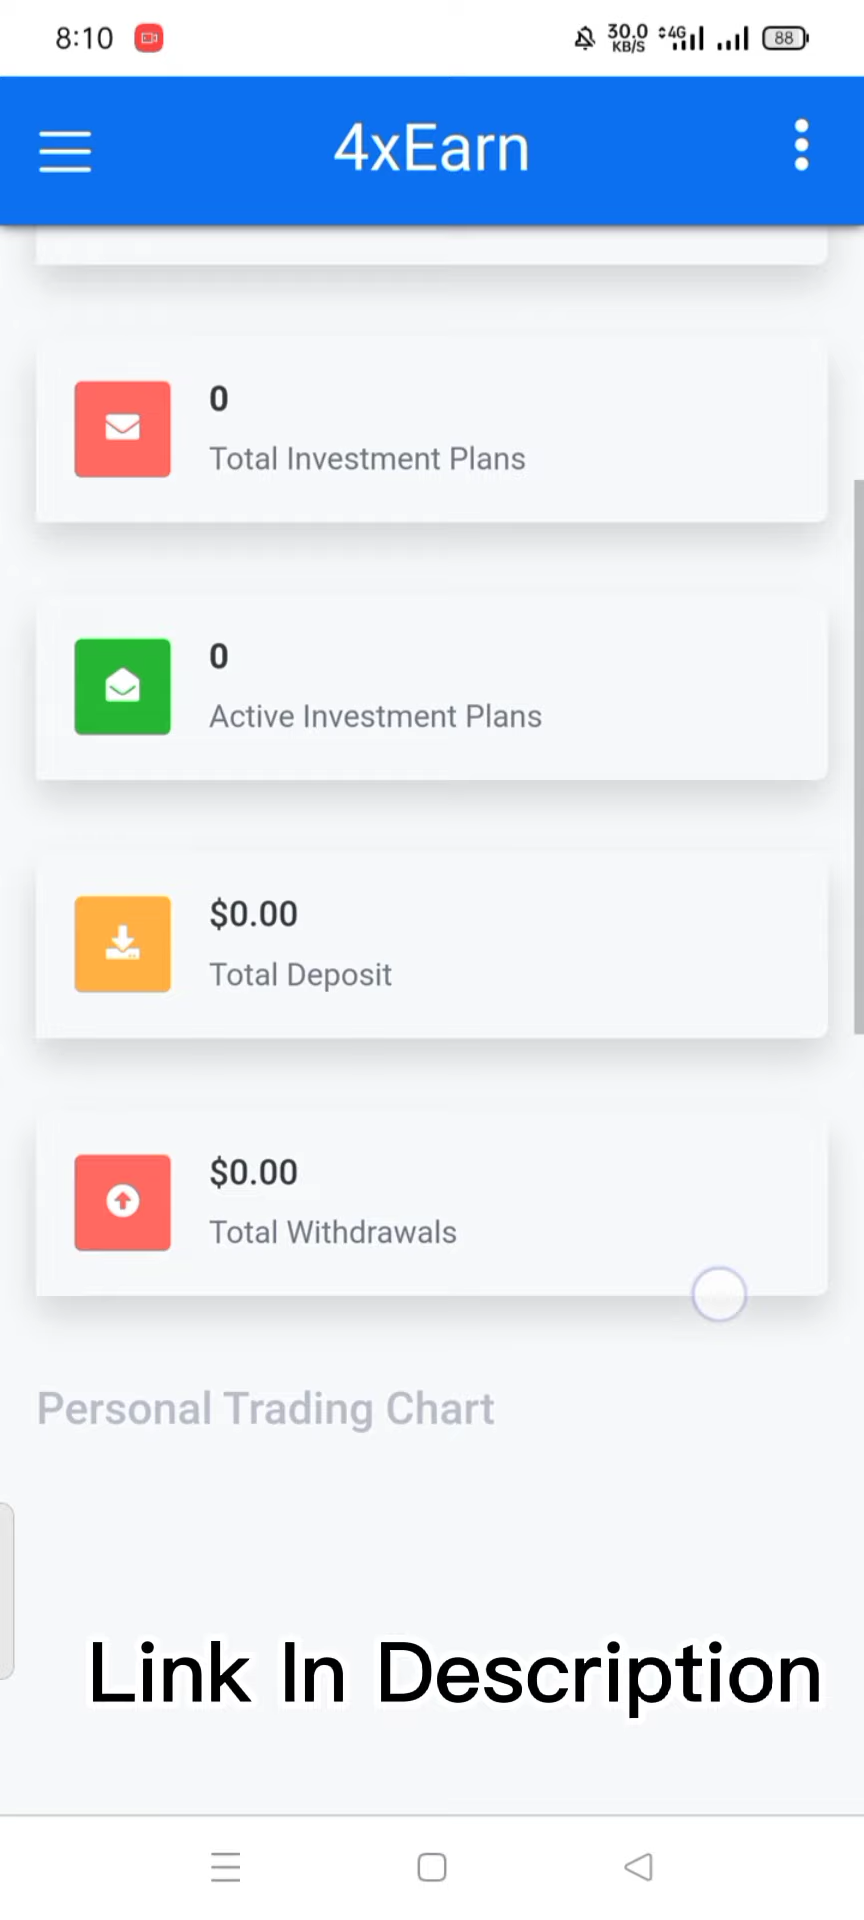 8:10
30.0
KB/S
4G
88
4xEarn
0
Total Investment Plans
0
Active Investment Plans
$0.00
Total Deposit
$0.00
Total Withdrawals
Personal Trading Chart
Link In Description